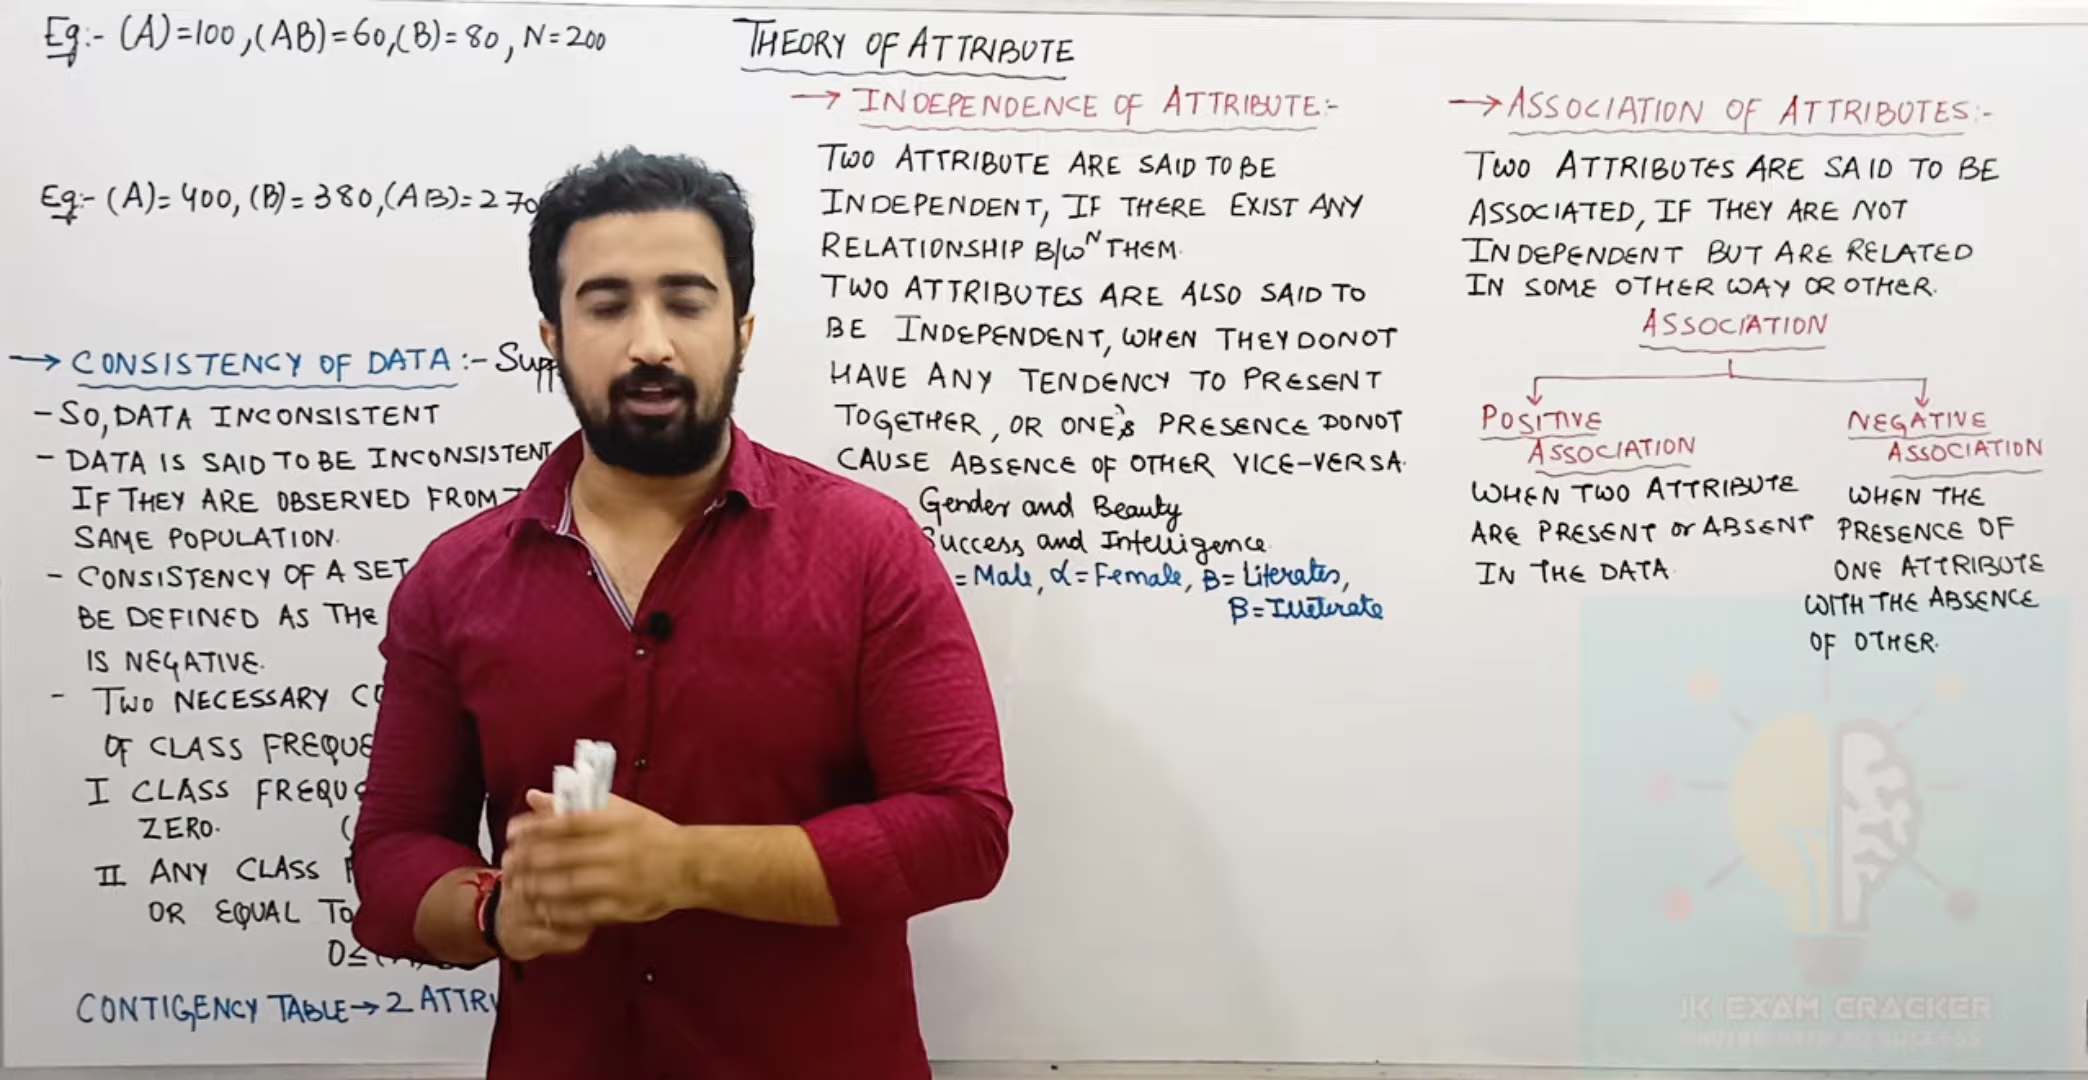 Eg:- (A)=100, (AB)=60, (B)=80, N=200
Eg:- (A)=400, (B)=380, (AB)=270
→ CONSISTENCY OF DATA :- Supp
- SO, DATA INCONSISTENT
- DATA IS SAID TO BE INCONSISTENT
IF THEY ARE OBSERVED FROM
SAME POPULATION.
- CONSISTENCY OF A SET
BE DEFINED AS THE
IS NEGATIVE.
- TWO NECESSARY CO
OF CLASS FREQUE
I CLASS FREQU
ZERO. (
II ANY CLASS F
OR EQUAL TO
0≤(A)
CONTIGENCY TABLE → 2 ATTRI
THEORY OF ATTRIBUTE
→ INDEPENDENCE OF ATTRIBUTE:-
TWO ATTRIBUTE ARE SAID TO BE
INDEPENDENT, IF THERE EXIST ANY
RELATIONSHIP B/WN THEM.
TWO ATTRIBUTES ARE ALSO SAID TO
BE INDEPENDENT, WHEN THEY DONOT
HAVE ANY TENDENCY TO PRESENT
TOGETHER, OR ONE'S PRESENCE DONOT
CAUSE ABSENCE OF OTHER VICE-VERSA.
Gender and Beauty
Success and Intelligence.
= Male, α = Female, B = Literates,
β = Illeterate
→ ASSOCIATION OF ATTRIBUTES:-
TWO ATTRIBUTES ARE SAID TO BE
ASSOCIATED, IF THEY ARE NOT
INDEPENDENT BUT ARE RELATED
IN SOME OTHER WAY OR OTHER.
ASSOCIATION
POSITIVE
ASSOCIATION
WHEN TWO ATTRIBUTE
ARE PRESENT or ABSENT
IN THE DATA
NEGATIVE
ASSOCIATION
WHEN THE
PRESENCE OF
ONE ATTRIBUTE
WITH THE ABSENCE
OF OTHER.
JK EXAM CRACKER